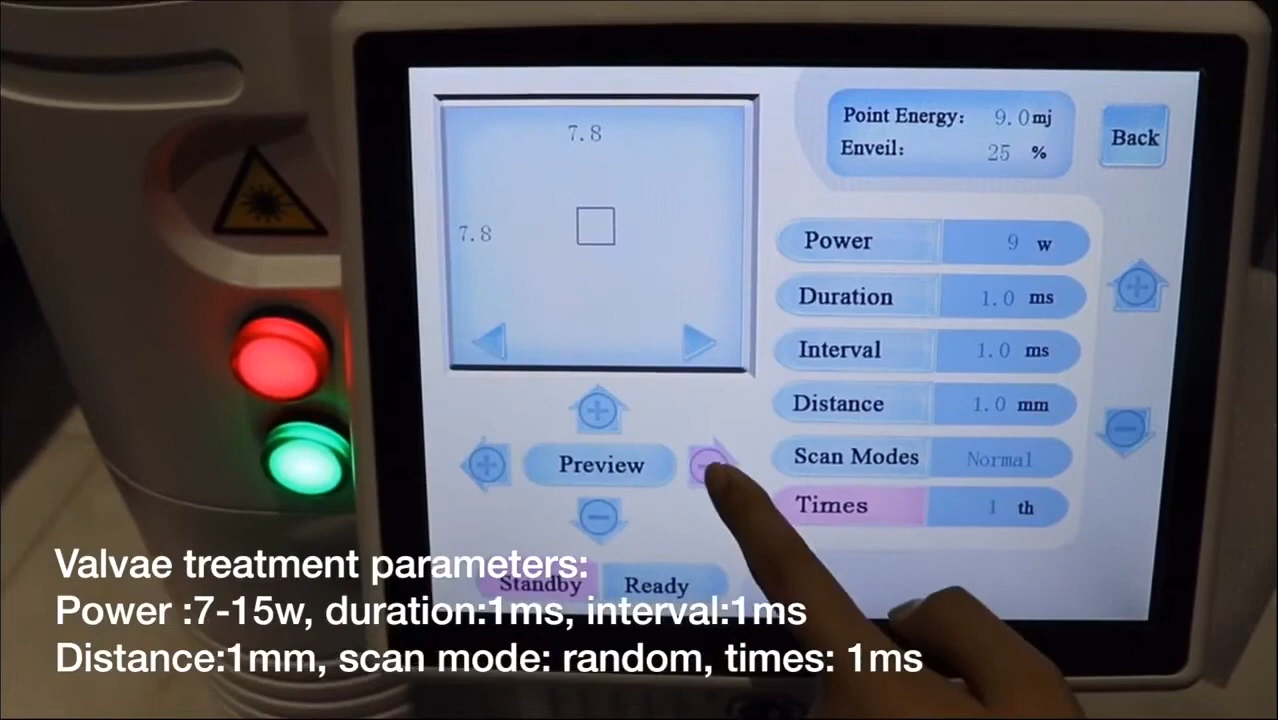 7.8
7.8
Point Energy: 9.0mj
Enveil: 25 %
Back
Power 9 w
Duration 1.0 ms
Interval 1.0 ms
Distance 1.0 mm
Scan Modes Normal
Times 1 th
Preview
Standby Ready
Valvae treatment parameters:
Power :7-15w, duration:1ms, interval:1ms
Distance:1mm, scan mode: random, times: 1ms